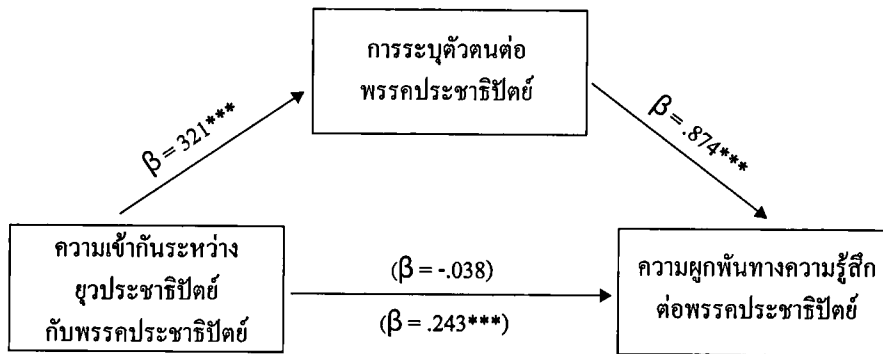 การระบุตัวตนต่อ
พรรคประชาธิปัตย์
β = 321***
β = .874***
ความเข้ากันระหว่าง
ยุวประชาธิปัตย์
กับพรรคประชาธิปัตย์
(β = -.038)
(β = .243***)
ความผูกพันทางความรู้สึก
ต่อพรรคประชาธิปัตย์